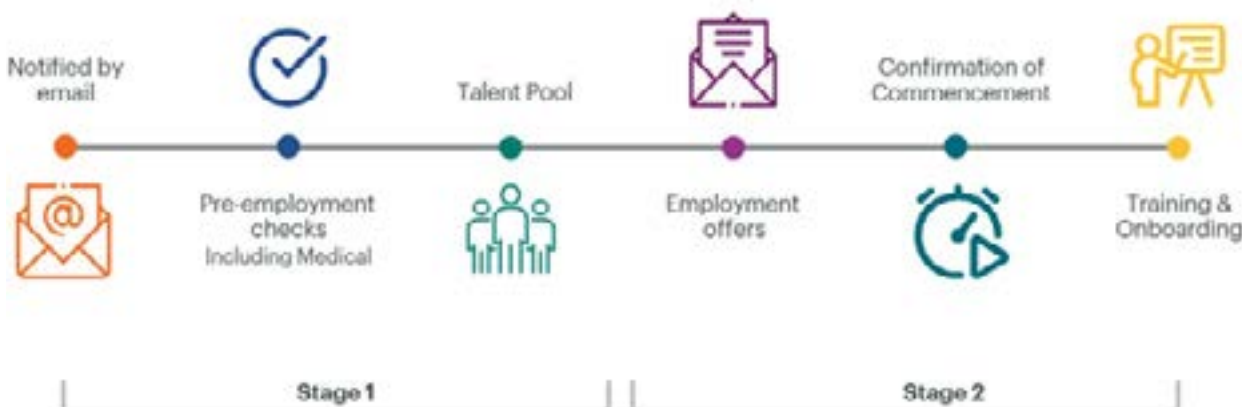 Notified by
email
Talent Pool
Confirmation of
Commencement
@
Pre-employment
checks
Including Medical
Employment
offers
Training &
Onboarding
Stage 1
Stage 2